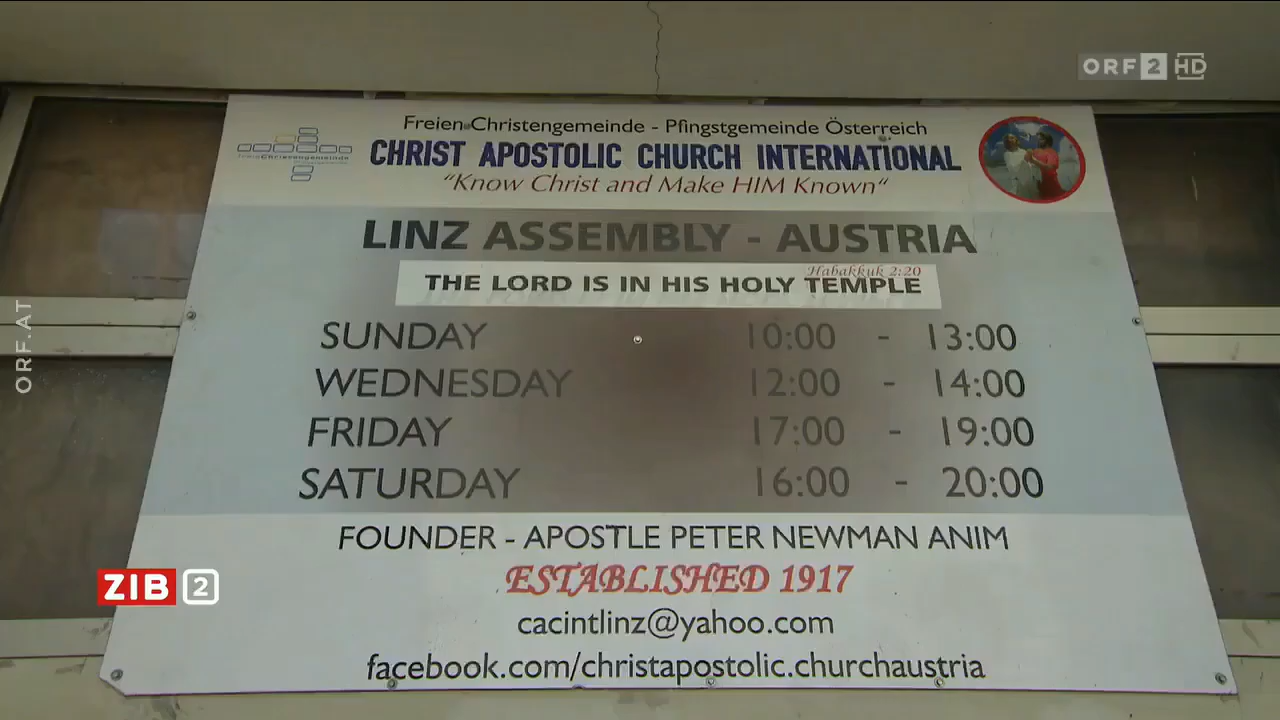 ORF 2 HD
Freien Christengemeinde - Pfingstgemeinde Österreich
CHRIST APOSTOLIC CHURCH INTERNATIONAL
"Know Christ and Make HIM Known"
freieChristengemeinde
LINZ ASSEMBLY - AUSTRIA
Habakkuk 2:20
THE LORD IS IN HIS HOLY TEMPLE
SUNDAY 10:00 - 13:00
WEDNESDAY 12:00 - 14:00
FRIDAY 17:00 - 19:00
SATURDAY 16:00 - 20:00
FOUNDER - APOSTLE PETER NEWMAN ANIM
ESTABLISHED 1917
cacintlinz@yahoo.com
facebook.com/christapostolic.churchaustria
ORF.AT
ZIB 2